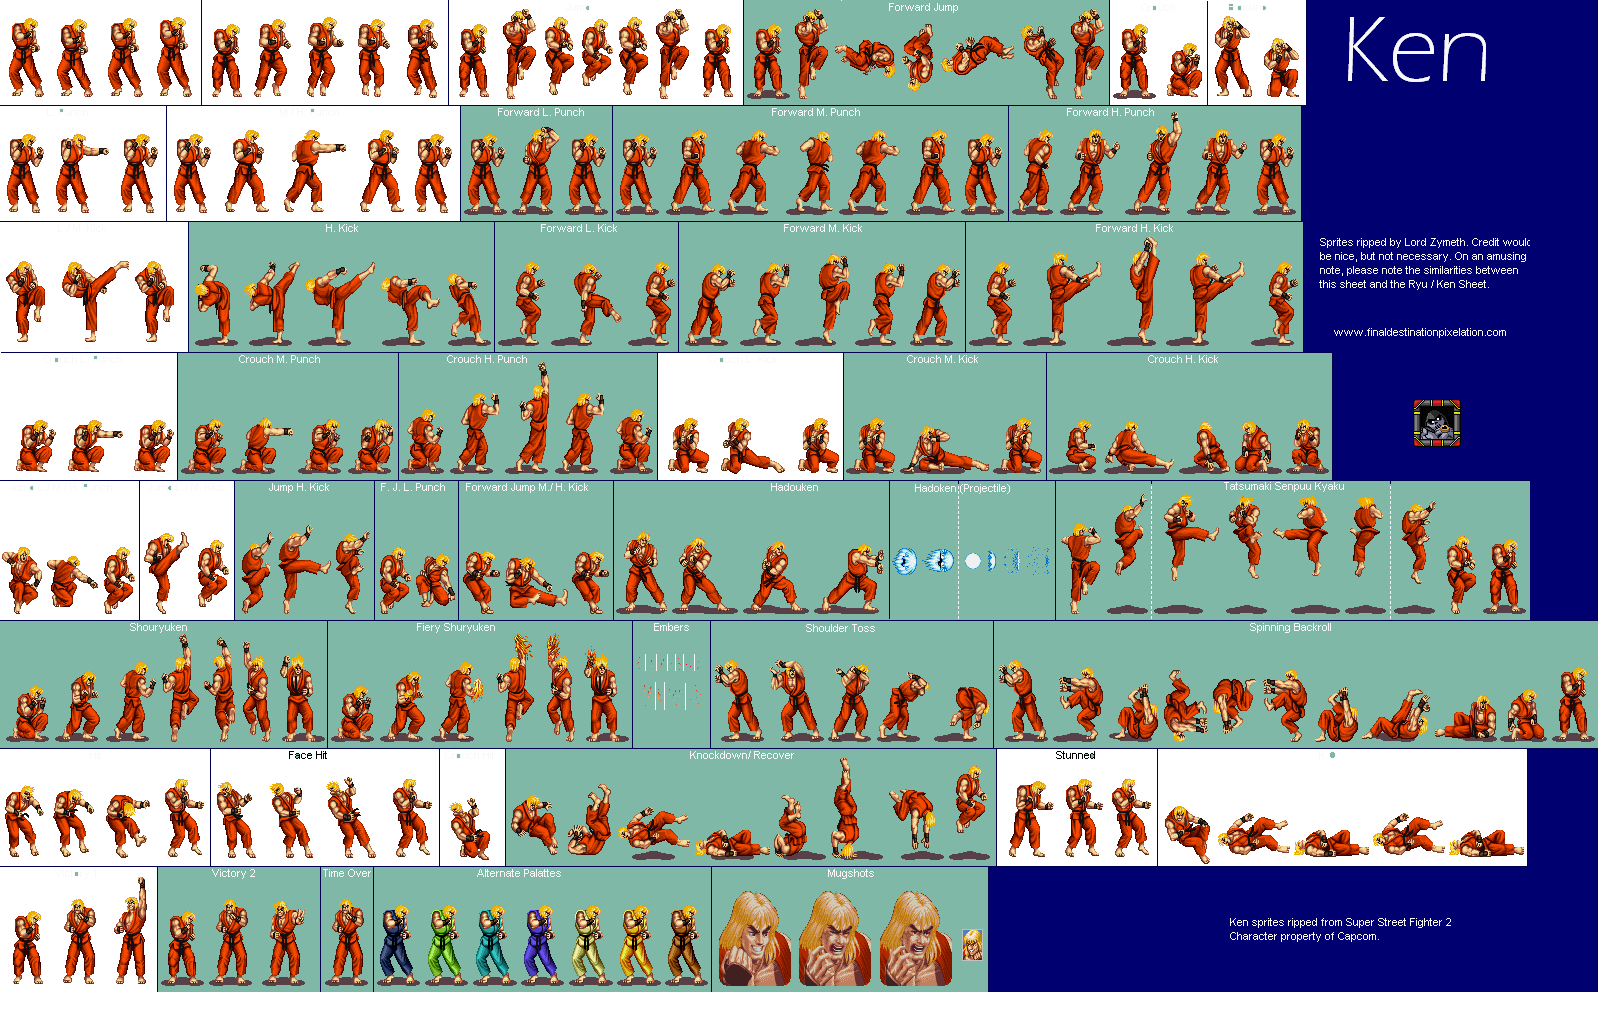 Forward Jump
Ken
Forward L. Punch
Forward M. Punch
Forward H. Punch
H. Kick
Forward L. Kick
Forward M. Kick
Forward H. Kick
Sprites ripped by Lord Zymeth. Credit would
be nice, but not necessary. On an amusing
note, please note the similarities between
this sheet and the Ryu / Ken Sheet.
www.finaldestinationpixelation.com
Crouch M. Punch
Crouch H. Punch
Crouch M. Kick
Crouch H. Kick
Jump H. Kick
F. J. L. Punch
Forward Jump M./ H. Kick
Hadouken
Hadoken (Projectile)
Tatsumaki Senpuu Kyaku
Shouryuken
Fiery Shuryuken
Embers
Shoulder Toss
Spinning Backroll
Face Hit
Knockdown/ Recover
Stunned
Victory 2
Time Over
Alternate Palattes
Mugshots
Ken sprites ripped from Super Street Fighter 2
Character property of Capcom.